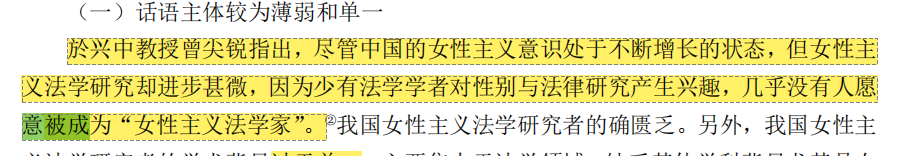 （一）话语主体较为薄弱和单一
於兴中教授曾尖锐指出，尽管中国的女性主义意识处于不断增长的状态，但女性主
义法学研究却进步甚微，因为少有法学学者对性别与法律研究产生兴趣，几乎没有人愿
意被成为“女性主义法学家”。②我国女性主义法学研究者的确匮乏。另外，我国女性主